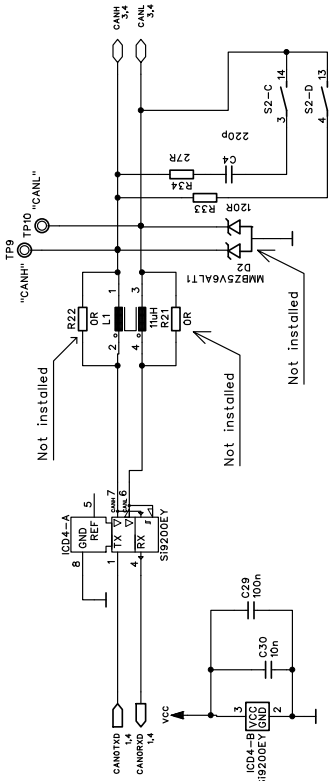 CANH
3,4
CANL
3,4
S2-C
3 14
S2-D
4 13
220p
27R
R34
C4
R33
120R
TP9
"CANH"
TP10 "CANL"
D2
MMBZ5V6ALT1
Not installed
R22
0R
L1
2 1
4 3
11uH
R21
0R
Not installed
Not installed
ICD4-A
8 GND
REF 5
1 TX
CANH 7
CANL 6
4 RX
Si9200EY
CAN0TXD
1,4
CAN0RXD
1,4
VCC
3 VCC
GND 2
ICD4-B
Si9200EY
C30
10n
C29
100n